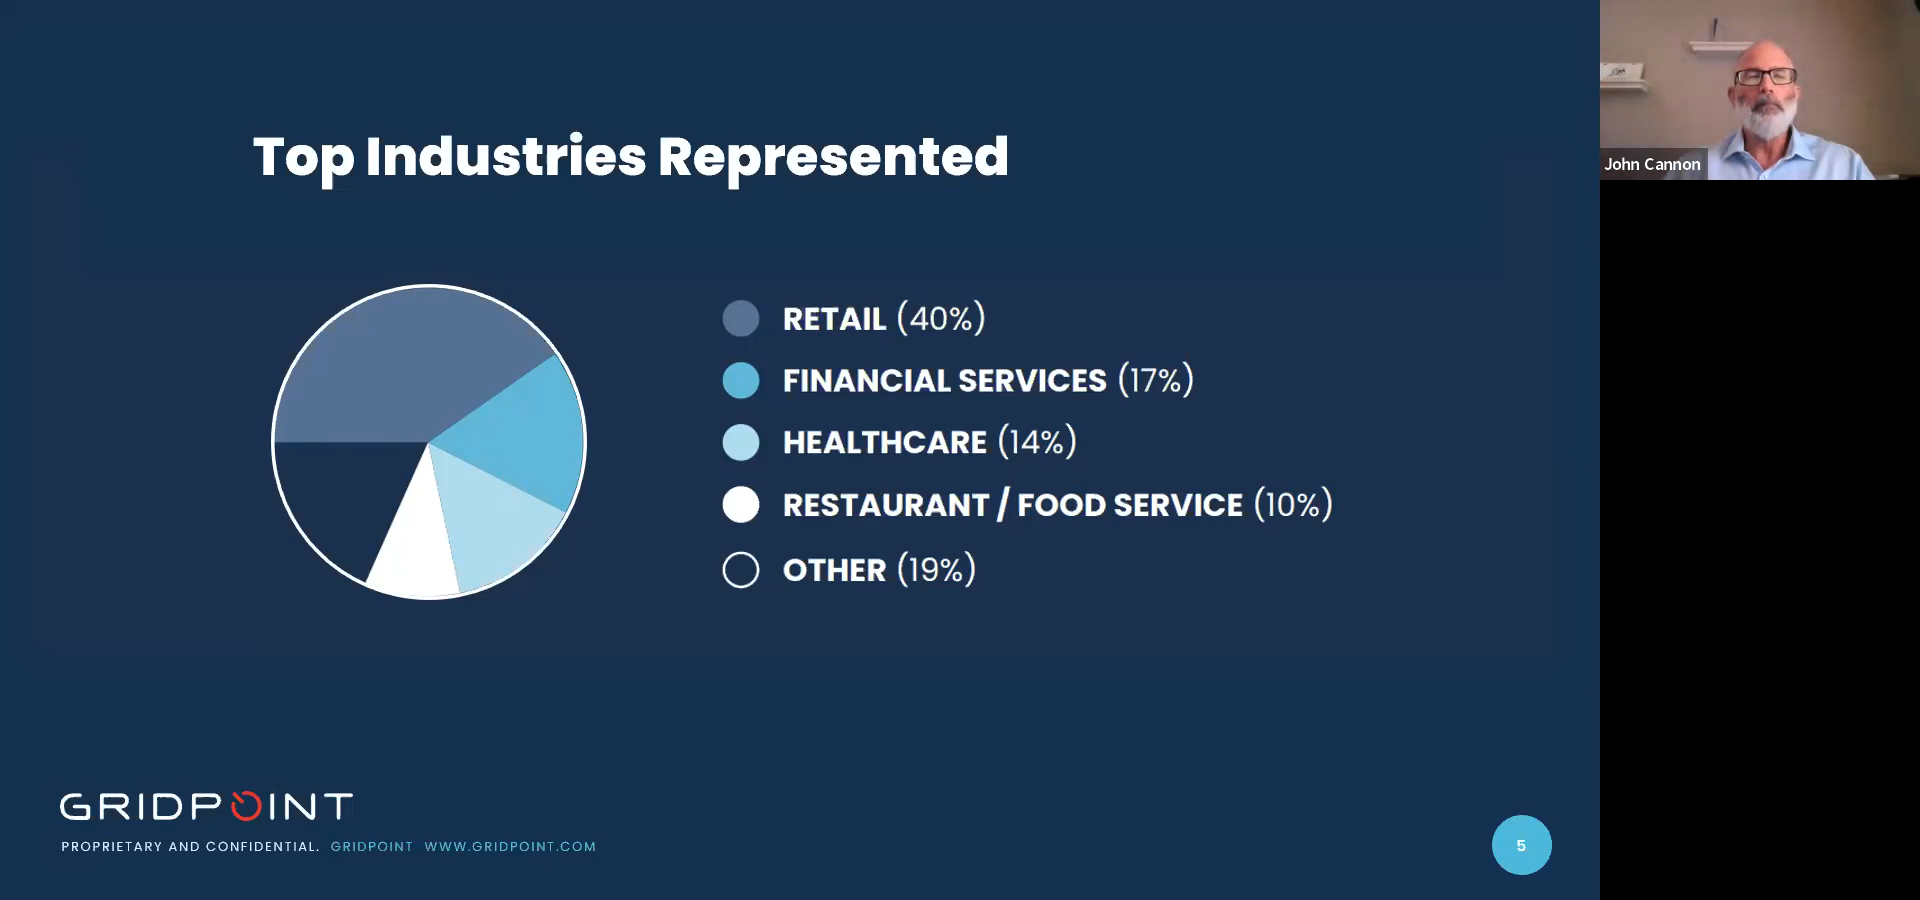 Top Industries Represented
RETAIL (40%)
FINANCIAL SERVICES (17%)
HEALTHCARE (14%)
RESTAURANT / FOOD SERVICE (10%)
OTHER (19%)
GRIDPOINT
PROPRIETARY AND CONFIDENTIAL. GRIDPOINT WWW.GRIDPOINT.COM
5
John Cannon